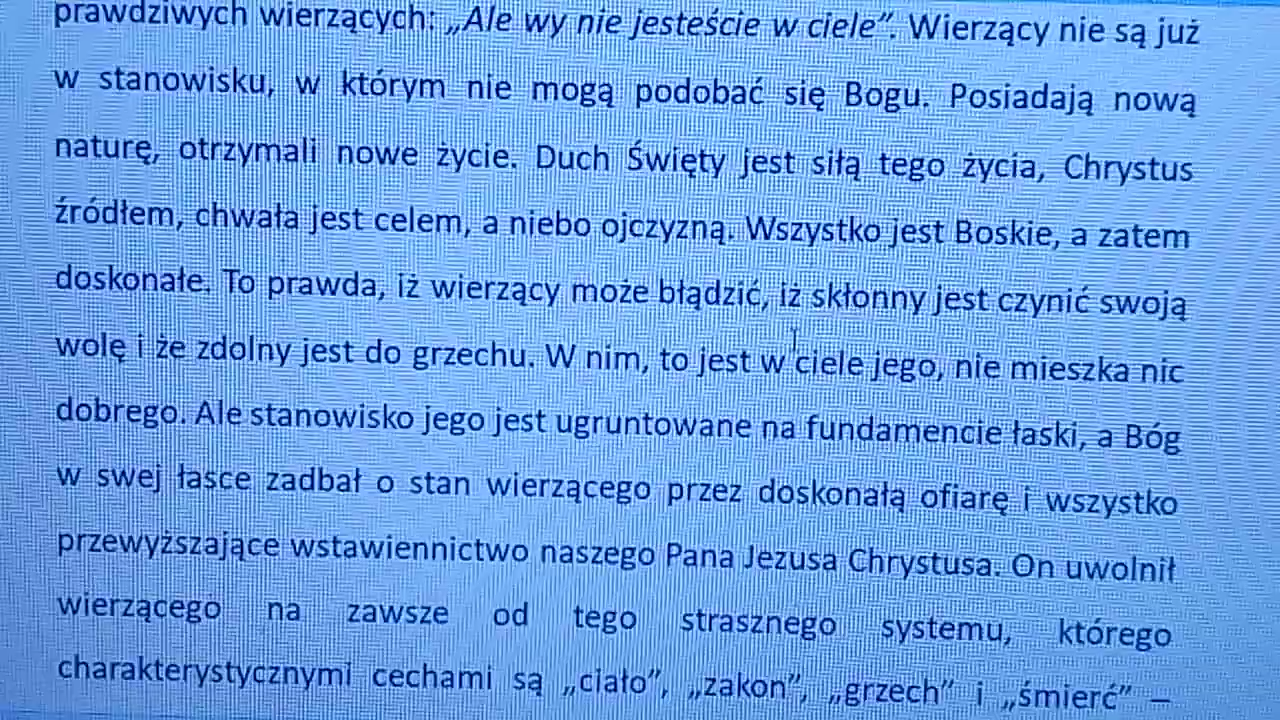 prawdziwych wierzących: „Ale wy nie jesteście w ciele”. Wierzący nie są już
w stanowisku, w którym nie mogą podobać się Bogu. Posiadają nową
naturę, otrzymali nowe życie. Duch Święty jest siłą tego życia, Chrystus
źródłem, chwała jest celem, a niebo ojczyzną. Wszystko jest Boskie, a zatem
doskonałe. To prawda, iż wierzący może błądzić, iż skłonny jest czynić swoją
wolę i że zdolny jest do grzechu. W nim, to jest w ciele jego, nie mieszka nic
dobrego. Ale stanowisko jego jest ugruntowane na fundamencie łaski, a Bóg
w swej łasce zadbał o stan wierzącego przez doskonałą ofiarę i wszystko
przewyższające wstawiennictwo naszego Pana Jezusa Chrystusa. On uwolnił
wierzącego na zawsze od tego strasznego systemu, którego
charakterystycznymi cechami są „ciało”, „zakon”, „grzech” i „śmierć” –